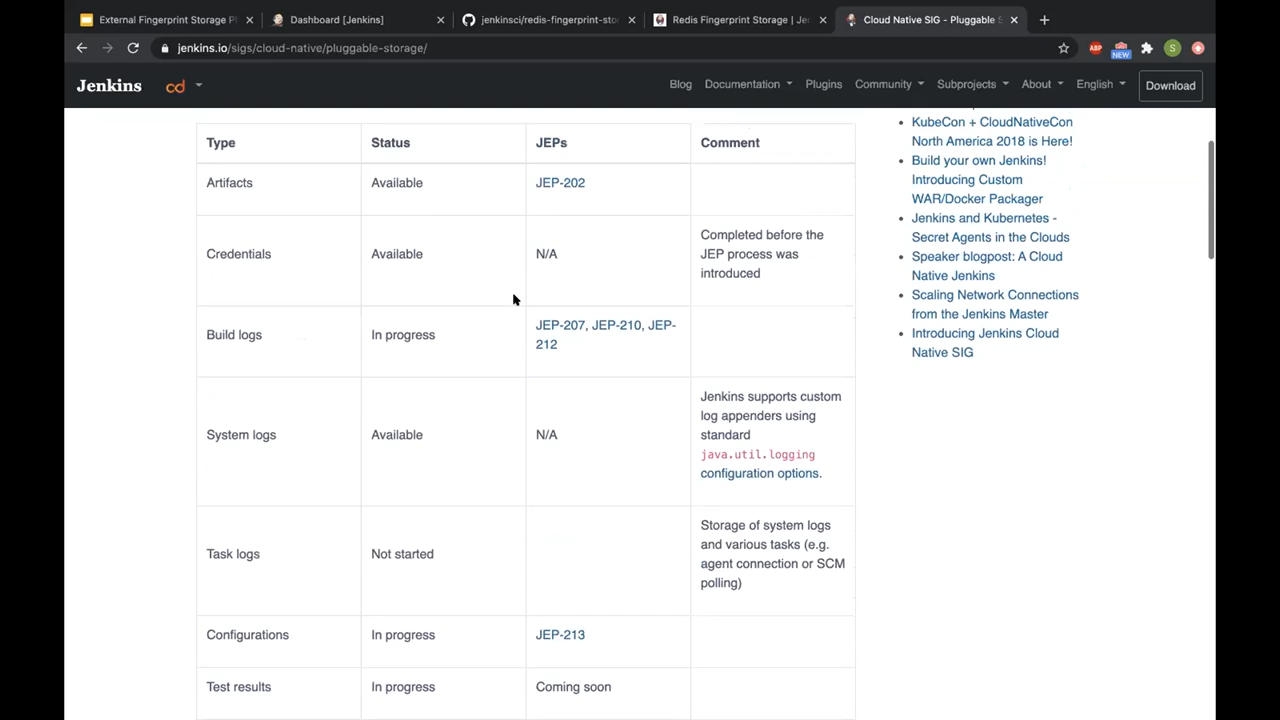 External Fingerprint Storage Pl
Dashboard [Jenkins]
jenkinsci/redis-fingerprint-sto
Redis Fingerprint Storage | Je
Cloud Native SIG - Pluggable S
jenkins.io/sigs/cloud-native/pluggable-storage/
ABP
NEW
S
Jenkins
cd
Blog
Documentation
Plugins
Community
Subprojects
About
English
Download
Type
Status
JEPs
Comment
Artifacts
Available
JEP-202
Credentials
Available
N/A
Completed before the
JEP process was
introduced
Build logs
In progress
JEP-207, JEP-210, JEP-
212
System logs
Available
N/A
Jenkins supports custom
log appenders using
standard
java.util.logging
configuration options.
Task logs
Not started
Storage of system logs
and various tasks (e.g.
agent connection or SCM
polling)
Configurations
In progress
JEP-213
Test results
In progress
Coming soon
KubeCon + CloudNativeCon
North America 2018 is Here!
Build your own Jenkins!
Introducing Custom
WAR/Docker Packager
Jenkins and Kubernetes -
Secret Agents in the Clouds
Speaker blogpost: A Cloud
Native Jenkins
Scaling Network Connections
from the Jenkins Master
Introducing Jenkins Cloud
Native SIG